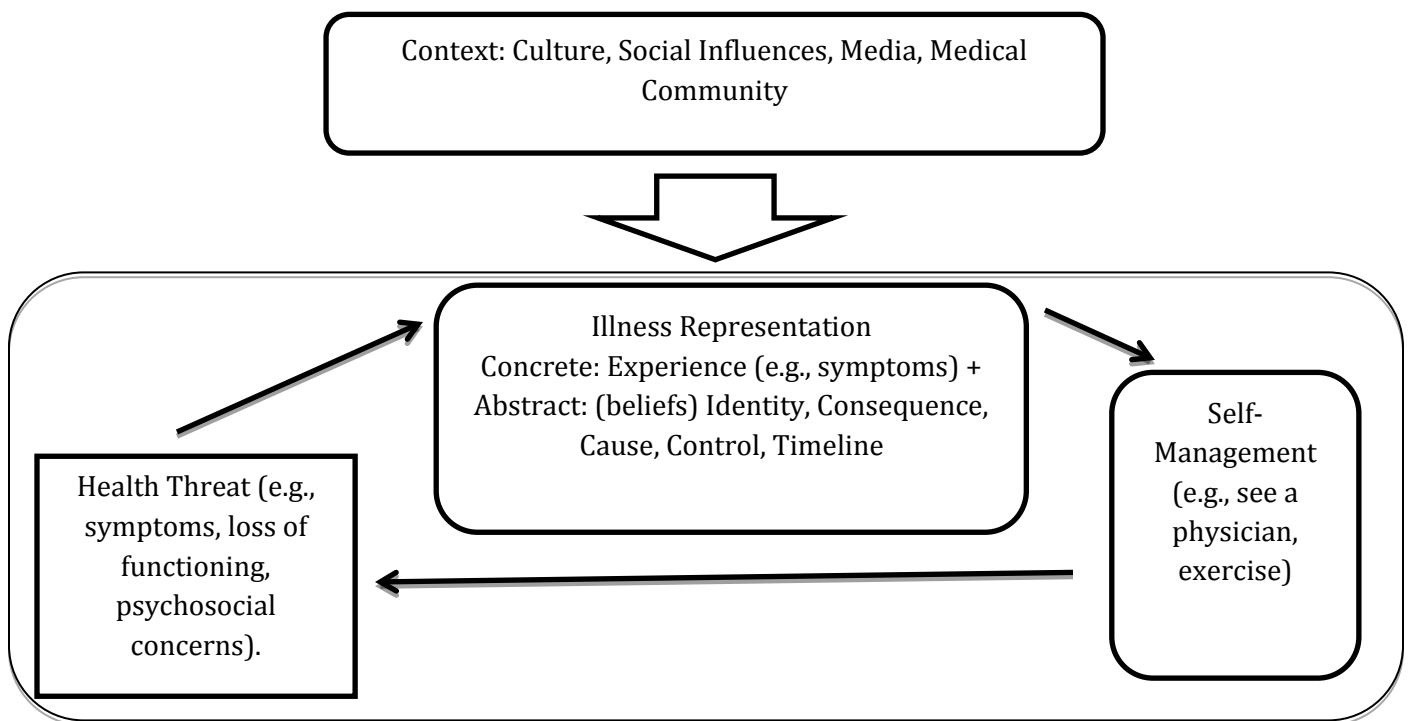 Context: Culture, Social Influences, Media, Medical
Community
Illness Representation
Concrete: Experience (e.g., symptoms) +
Abstract: (beliefs) Identity, Consequence,
Cause, Control, Timeline
Self-
Management
(e.g., see a
physician,
exercise)
Health Threat (e.g.,
symptoms, loss of
functioning,
psychosocial
concerns).